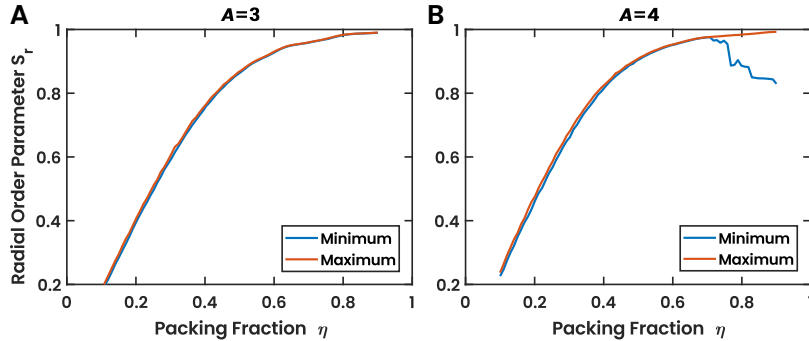 A
A=3
Radial Order Parameter Sr
1
0.8
0.6
0.4
0.2
0 0.2 0.4 0.6 0.8 1
Minimum
Maximum
Packing Fraction η
B
A=4
1
0.8
0.6
0.4
0.2
0 0.2 0.4 0.6 0.8 1
Minimum
Maximum
Packing Fraction η